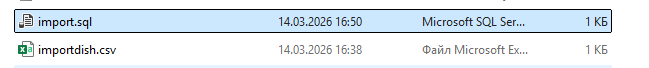 import.sql 14.03.2026 16:50 Microsoft SQL Ser... 1 КБ
importdish.csv 14.03.2026 16:38 Файл Microsoft Ex... 1 КБ